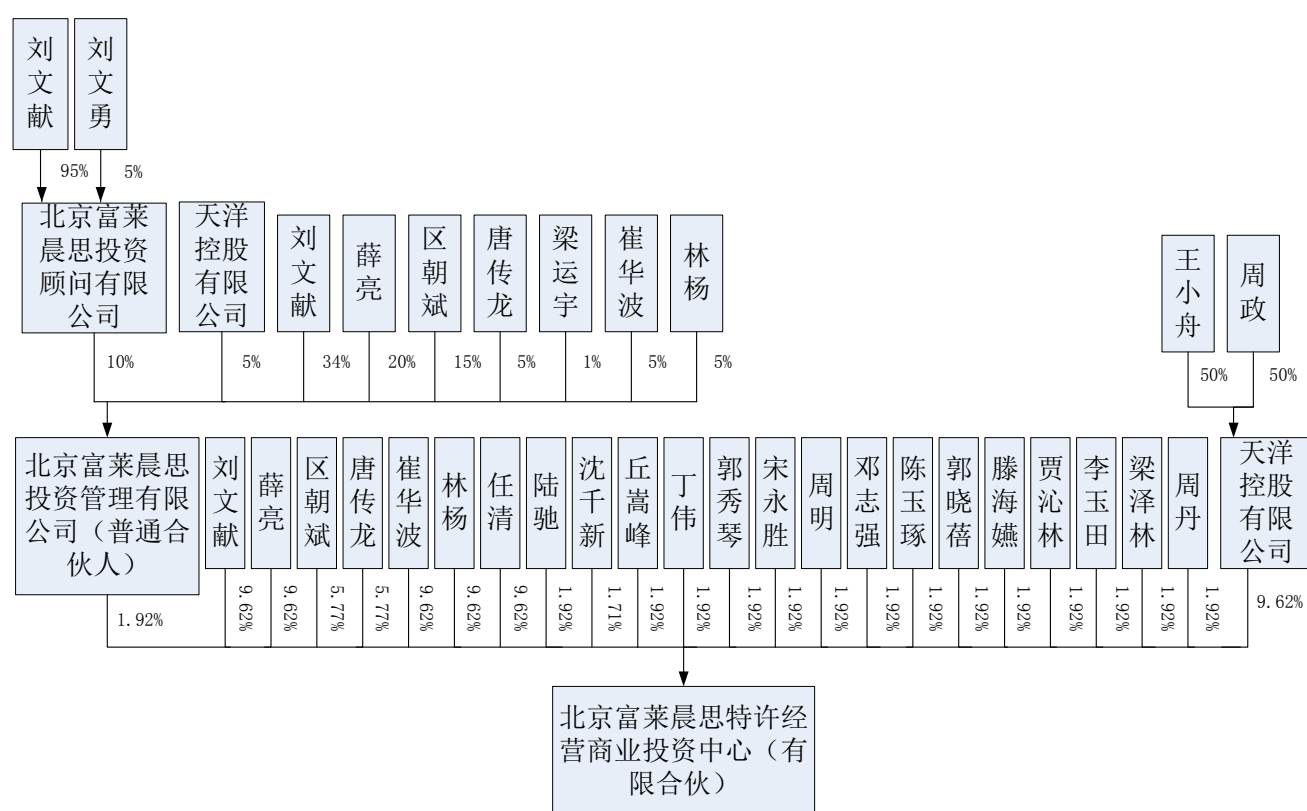 刘文献
刘文勇
95%
5%
北京富莱
晨思投资
顾问有限
公司
天洋
控股
有限
公司
刘文献
薛亮
区朝斌
唐传龙
梁运宇
崔华波
林杨
王小舟
周政
10%
5%
34%
20%
15%
5%
1%
5%
5%
50%
50%
北京富莱晨思
投资管理有限
公司（普通合
伙人）
刘文献
薛亮
区朝斌
唐传龙
崔华波
林杨
任清
陆驰
沈千新
丘嵩峰
丁伟
郭秀琴
宋永胜
周明
邓志强
陈玉琢
郭晓蓓
滕海嬿
贾沁林
李玉田
梁泽林
周丹
天洋
控股
有限
公司
1.92%
9.62%
9.62%
5.77%
5.77%
9.62%
9.62%
9.62%
1.92%
1.71%
1.92%
1.92%
1.92%
1.92%
1.92%
1.92%
1.92%
1.92%
1.92%
1.92%
1.92%
1.92%
1.92%
9.62%
北京富莱晨思特许经
营商业投资中心（有
限合伙）